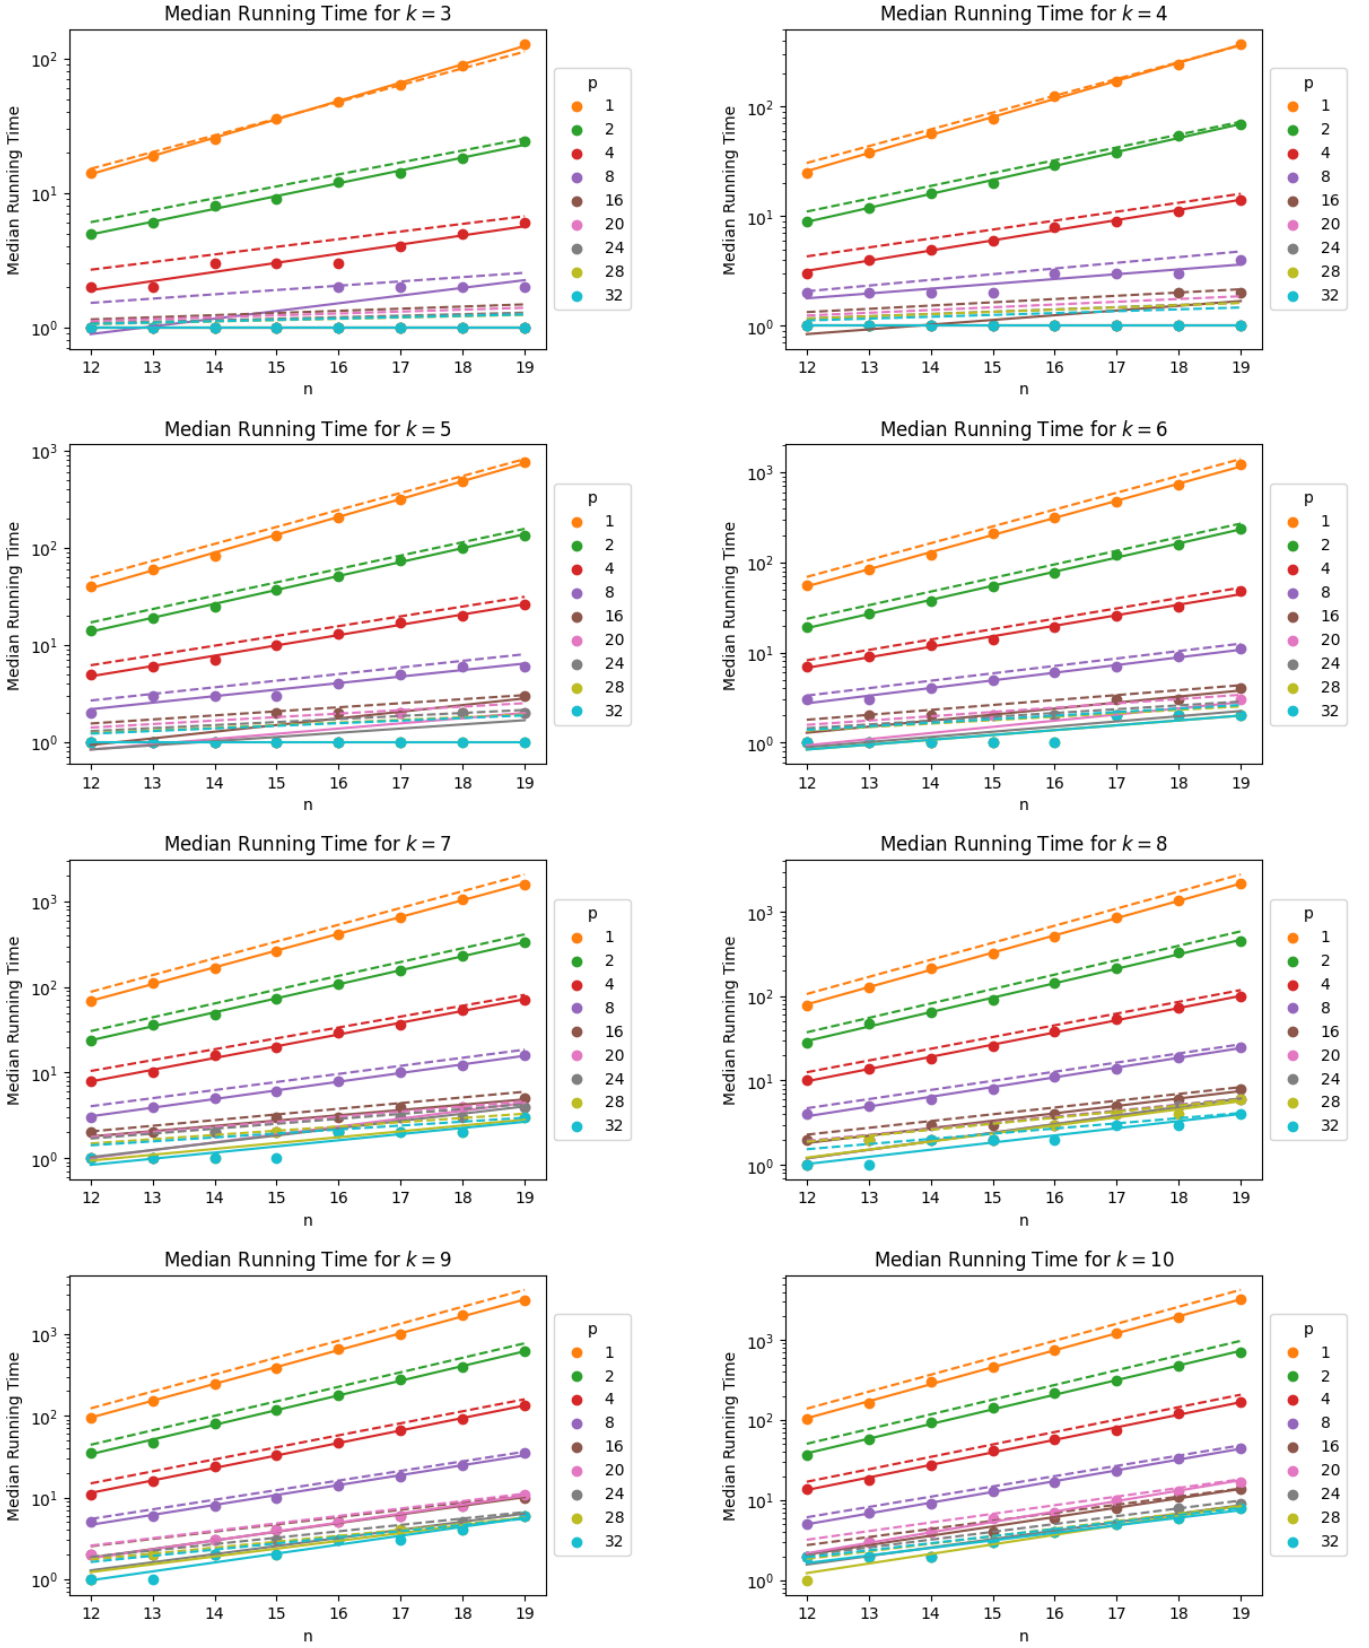 Median Running Time for k = 3
Median Running Time
10²
10¹
10⁰
12 13 14 15 16 17 18 19
n
p
1
2
4
8
16
20
24
28
32
Median Running Time for k = 4
Median Running Time
10²
10¹
10⁰
12 13 14 15 16 17 18 19
n
p
1
2
4
8
16
20
24
28
32
Median Running Time for k = 5
Median Running Time
10³
10²
10¹
10⁰
12 13 14 15 16 17 18 19
n
p
1
2
4
8
16
20
24
28
32
Median Running Time for k = 6
Median Running Time
10³
10²
10¹
10⁰
12 13 14 15 16 17 18 19
n
p
1
2
4
8
16
20
24
28
32
Median Running Time for k = 7
Median Running Time
10³
10²
10¹
10⁰
12 13 14 15 16 17 18 19
n
p
1
2
4
8
16
20
24
28
32
Median Running Time for k = 8
Median Running Time
10³
10²
10¹
10⁰
12 13 14 15 16 17 18 19
n
p
1
2
4
8
16
20
24
28
32
Median Running Time for k = 9
Median Running Time
10³
10²
10¹
10⁰
12 13 14 15 16 17 18 19
n
p
1
2
4
8
16
20
24
28
32
Median Running Time for k = 10
Median Running Time
10³
10²
10¹
10⁰
12 13 14 15 16 17 18 19
n
p
1
2
4
8
16
20
24
28
32